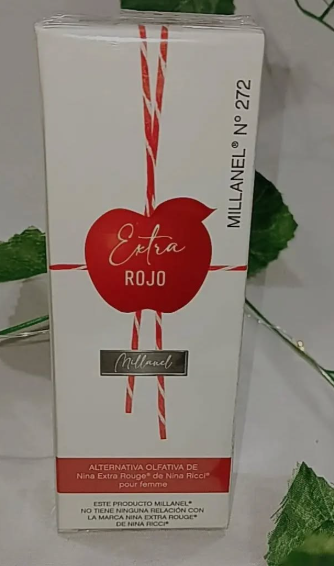 MILLANEL® Nº 272
Extra
ROJO
Millanel
ALTERNATIVA OLFATIVA DE
Nina Extra Rouge® de Nina Ricci®
pour femme
ESTE PRODUCTO MILLANEL®
NO TIENE NINGUNA RELACIÓN CON
LA MARCA NINA EXTRA ROUGE®
DE NINA RICCI®